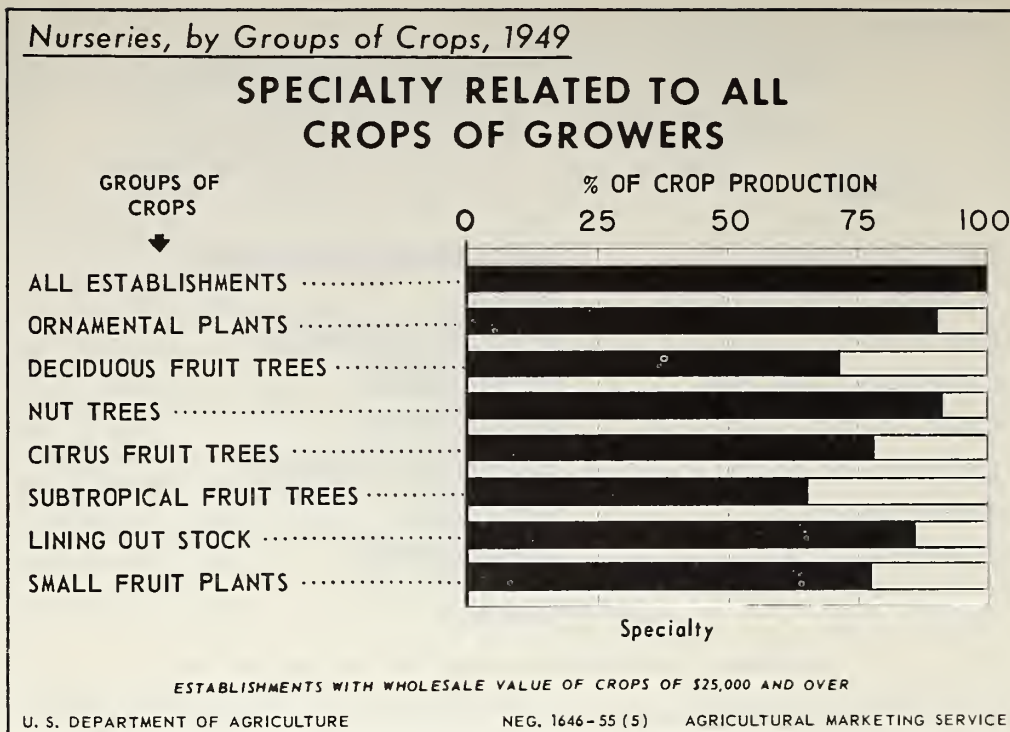 Nurseries, by Groups of Crops, 1949
SPECIALTY RELATED TO ALL
CROPS OF GROWERS
GROUPS OF
CROPS
% OF CROP PRODUCTION
0 25 50 75 100
ALL ESTABLISHMENTS
ORNAMENTAL PLANTS
DECIDUOUS FRUIT TREES
NUT TREES
CITRUS FRUIT TREES
SUBTROPICAL FRUIT TREES
LINING OUT STOCK
SMALL FRUIT PLANTS
Specialty
ESTABLISHMENTS WITH WHOLESALE VALUE OF CROPS OF $25,000 AND OVER
U. S. DEPARTMENT OF AGRICULTURE NEG. 1646-55 (5) AGRICULTURAL MARKETING SERVICE